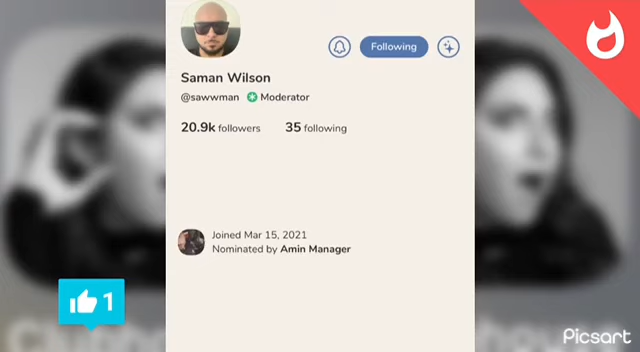 Following
Saman Wilson
@sawwman Moderator
20.9k followers 35 following
Joined Mar 15, 2021
Nominated by Amin Manager
1
Picsart